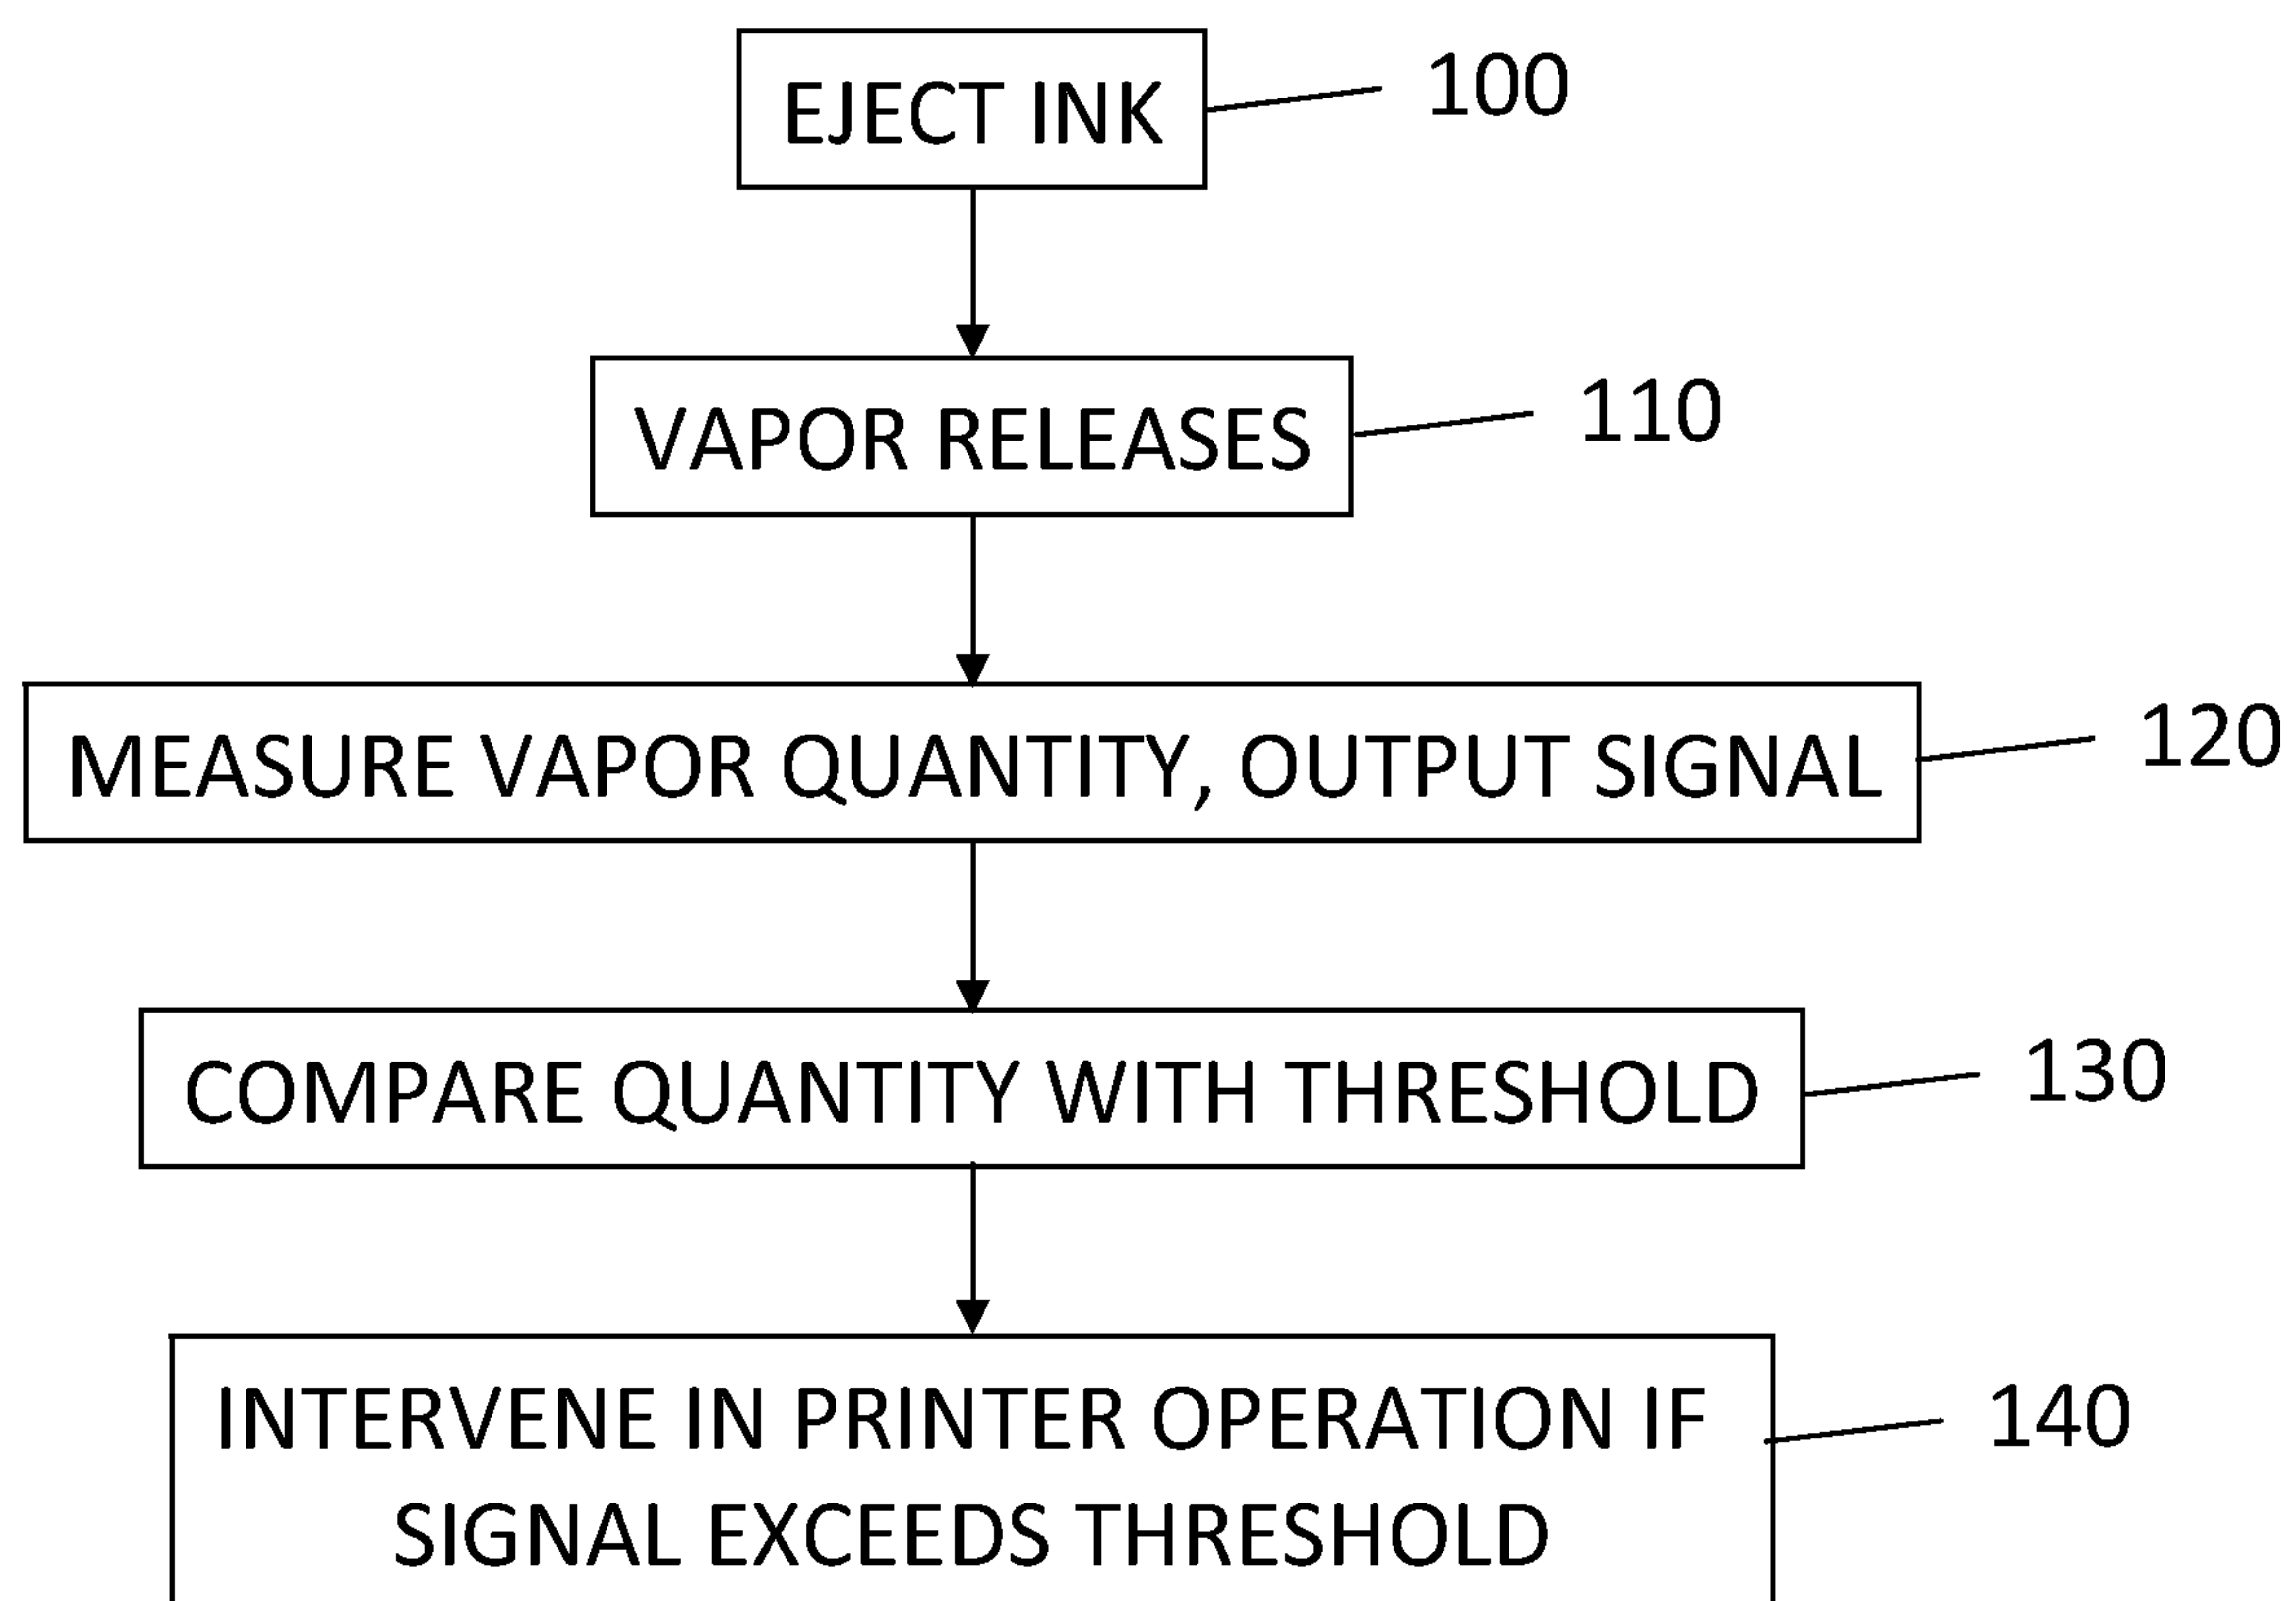 EJECT INK
100
VAPOR RELEASES
110
MEASURE VAPOR QUANTITY, OUTPUT SIGNAL
120
COMPARE QUANTITY WITH THRESHOLD
130
INTERVENE IN PRINTER OPERATION IF
140
SIGNAL EXCEEDS THRESHOLD